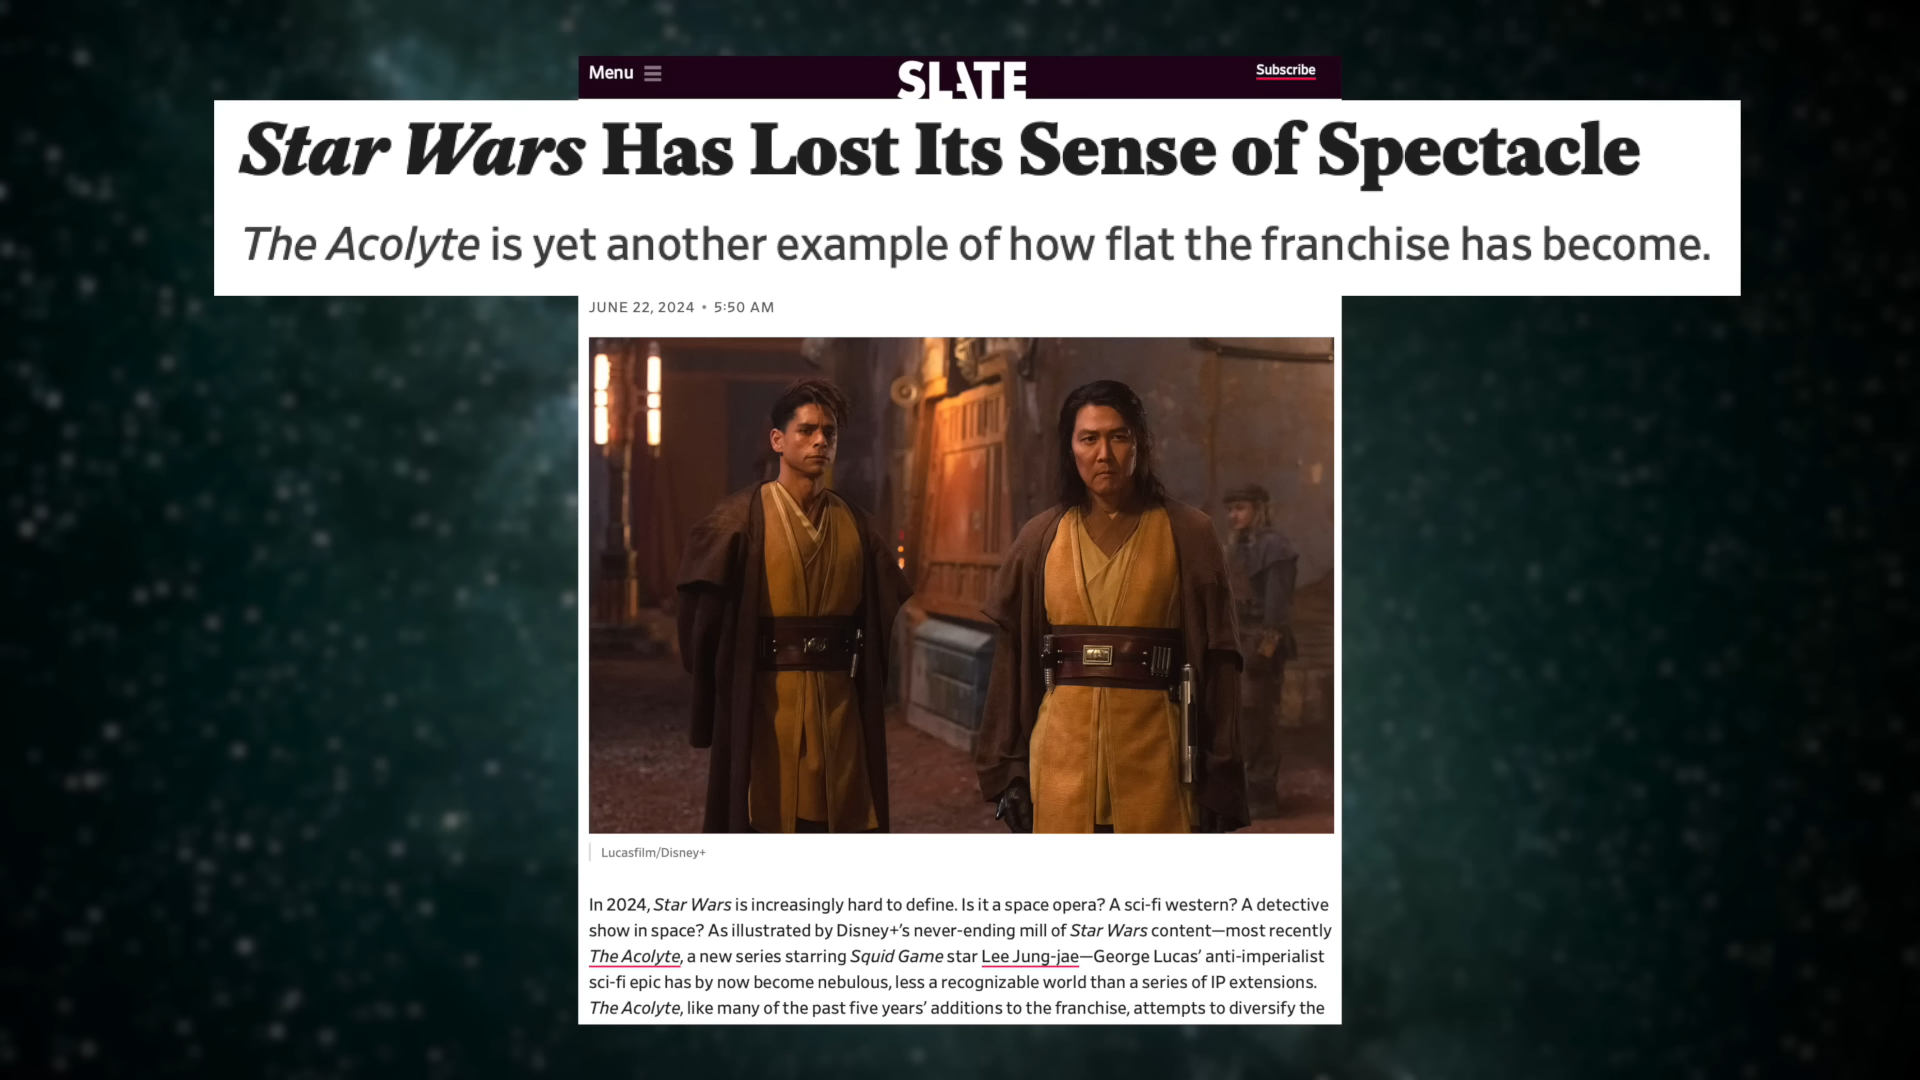 Menu
SLATE
Subscribe
Star Wars Has Lost Its Sense of Spectacle
The Acolyte is yet another example of how flat the franchise has become.
JUNE 22, 2024 • 5:50 AM
Lucasfilm/Disney+
In 2024, Star Wars is increasingly hard to define. Is it a space opera? A sci-fi western? A detective
show in space? As illustrated by Disney+’s never-ending mill of Star Wars content—most recently
The Acolyte, a new series starring Squid Game star Lee Jung-jae—George Lucas’ anti-imperialist
sci-fi epic has by now become nebulous, less a recognizable world than a series of IP extensions.
The Acolyte, like many of the past five years’ additions to the franchise, attempts to diversify the